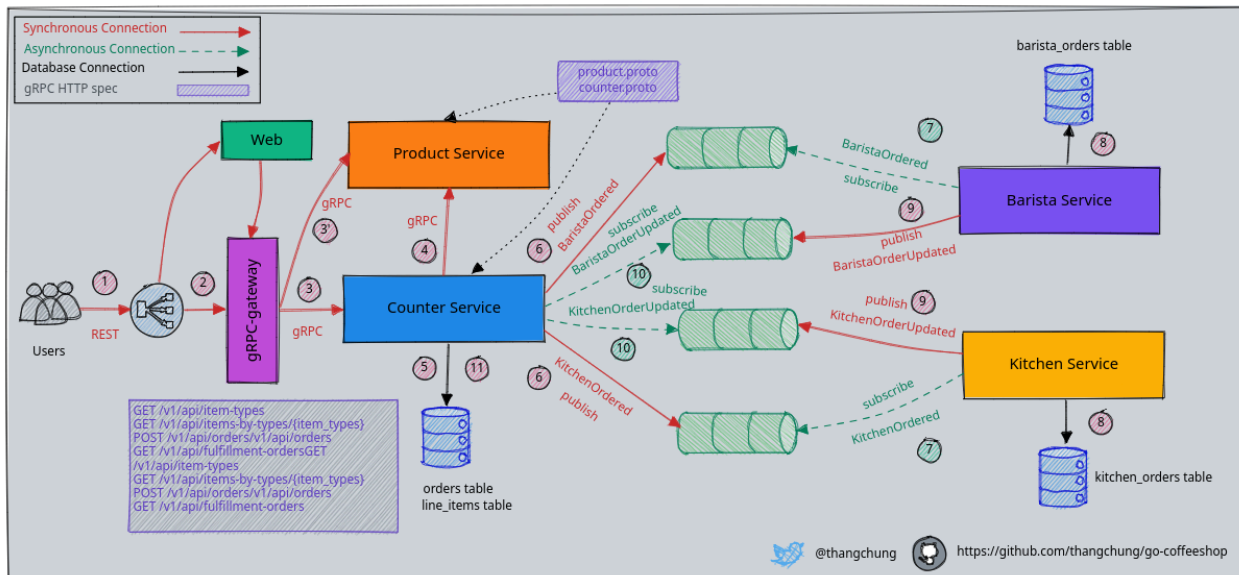 Synchronous Connection
Asynchronous Connection
Database Connection
gRPC HTTP spec
product.proto
counter.proto
barista_orders table
Web
Product Service
7
BaristaOrdered
subscribe
8
Barista Service
gRPC
3'
gRPC
4
publish
BaristaOrdered
6
subscribe
BaristaOrderUpdated
9
publish
BaristaOrderUpdated
1
REST
Users
2
gRPC-gateway
3
gRPC
Counter Service
10
subscribe
KitchenOrderUpdated
10
publish
9
KitchenOrderUpdated
Kitchen Service
5
11
6
KitchenOrdered
publish
subscribe
KitchenOrdered
7
8
GET /v1/api/item-types
GET /v1/api/items-by-types/{item_types}
POST /v1/api/orders/v1/api/orders
GET /v1/api/fulfillment-ordersGET
/v1/api/item-types
GET /v1/api/items-by-types/{item_types}
POST /v1/api/orders/v1/api/orders
GET /v1/api/fulfillment-orders
orders table
line_items table
kitchen_orders table
@thangchung
https://github.com/thangchung/go-coffeeshop